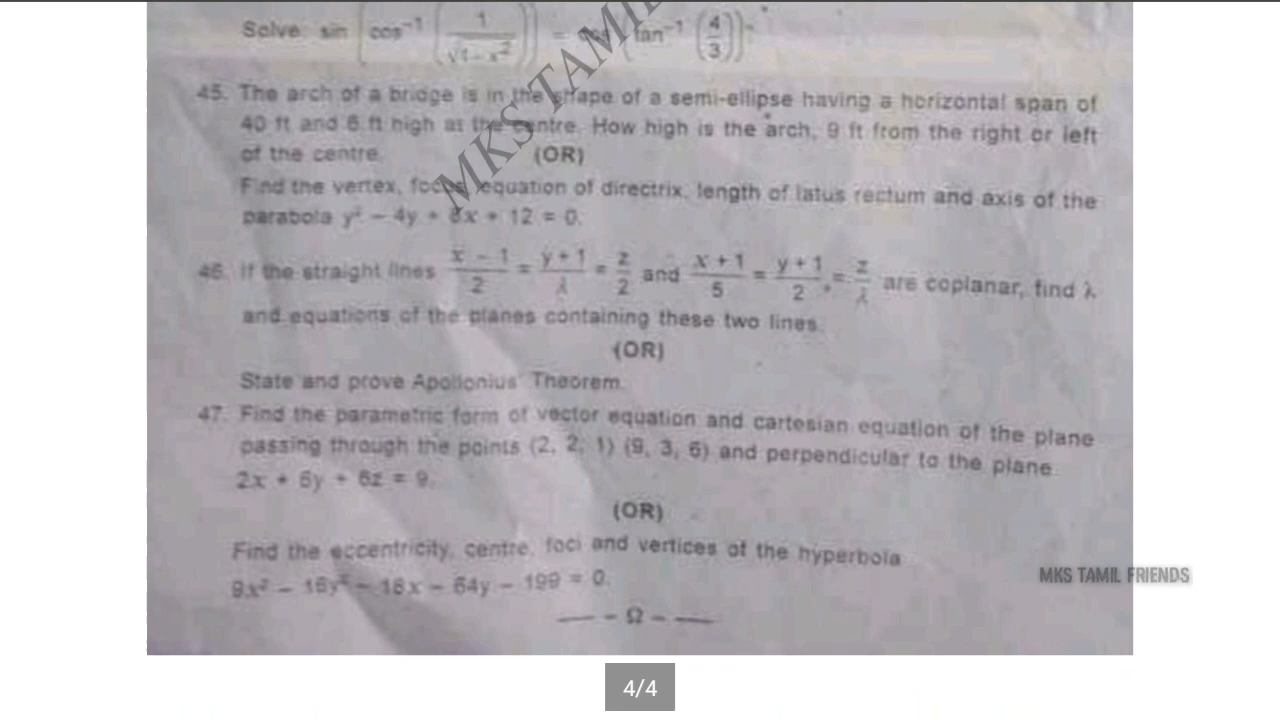 Solve sin ( cos⁻¹ ( 1 / √1 - x² ) ) = ( tan⁻¹ ( 4/3 ) )
45. The arch of a bridge is in the shape of a semi-ellipse having a horizontal span of
40 ft and 6 ft high at the centre. How high is the arch, 9 ft from the right or left
of the centre. (OR)
Find the vertex, focus, equation of directrix, length of latus rectum and axis of the
parabola y² - 4y + 8x + 12 = 0.
46. If the straight lines (x - 1)/2 = (y + 1)/λ = z/2 and (x + 1)/5 = (y + 1)/2 = z/λ are coplanar, find λ
and equations of the planes containing these two lines.
(OR)
State and prove Apollonius' Theorem.
47. Find the parametric form of vector equation and cartesian equation of the plane
passing through the points (2, 2, 1) (9, 3, 6) and perpendicular to the plane
2x + 6y + 6z = 9.
(OR)
Find the eccentricity, centre, foci and vertices of the hyperbola
9x² - 16y² - 18x - 64y - 199 = 0.
- Ω -
MKS TAMIL
MKS TAMIL FRIENDS
4/4